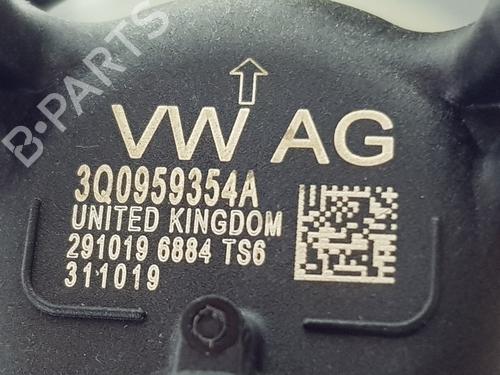 VW AG
3Q0959354A
UNITED KINGDOM
291019 6884 TS6
311019
B-PARTS